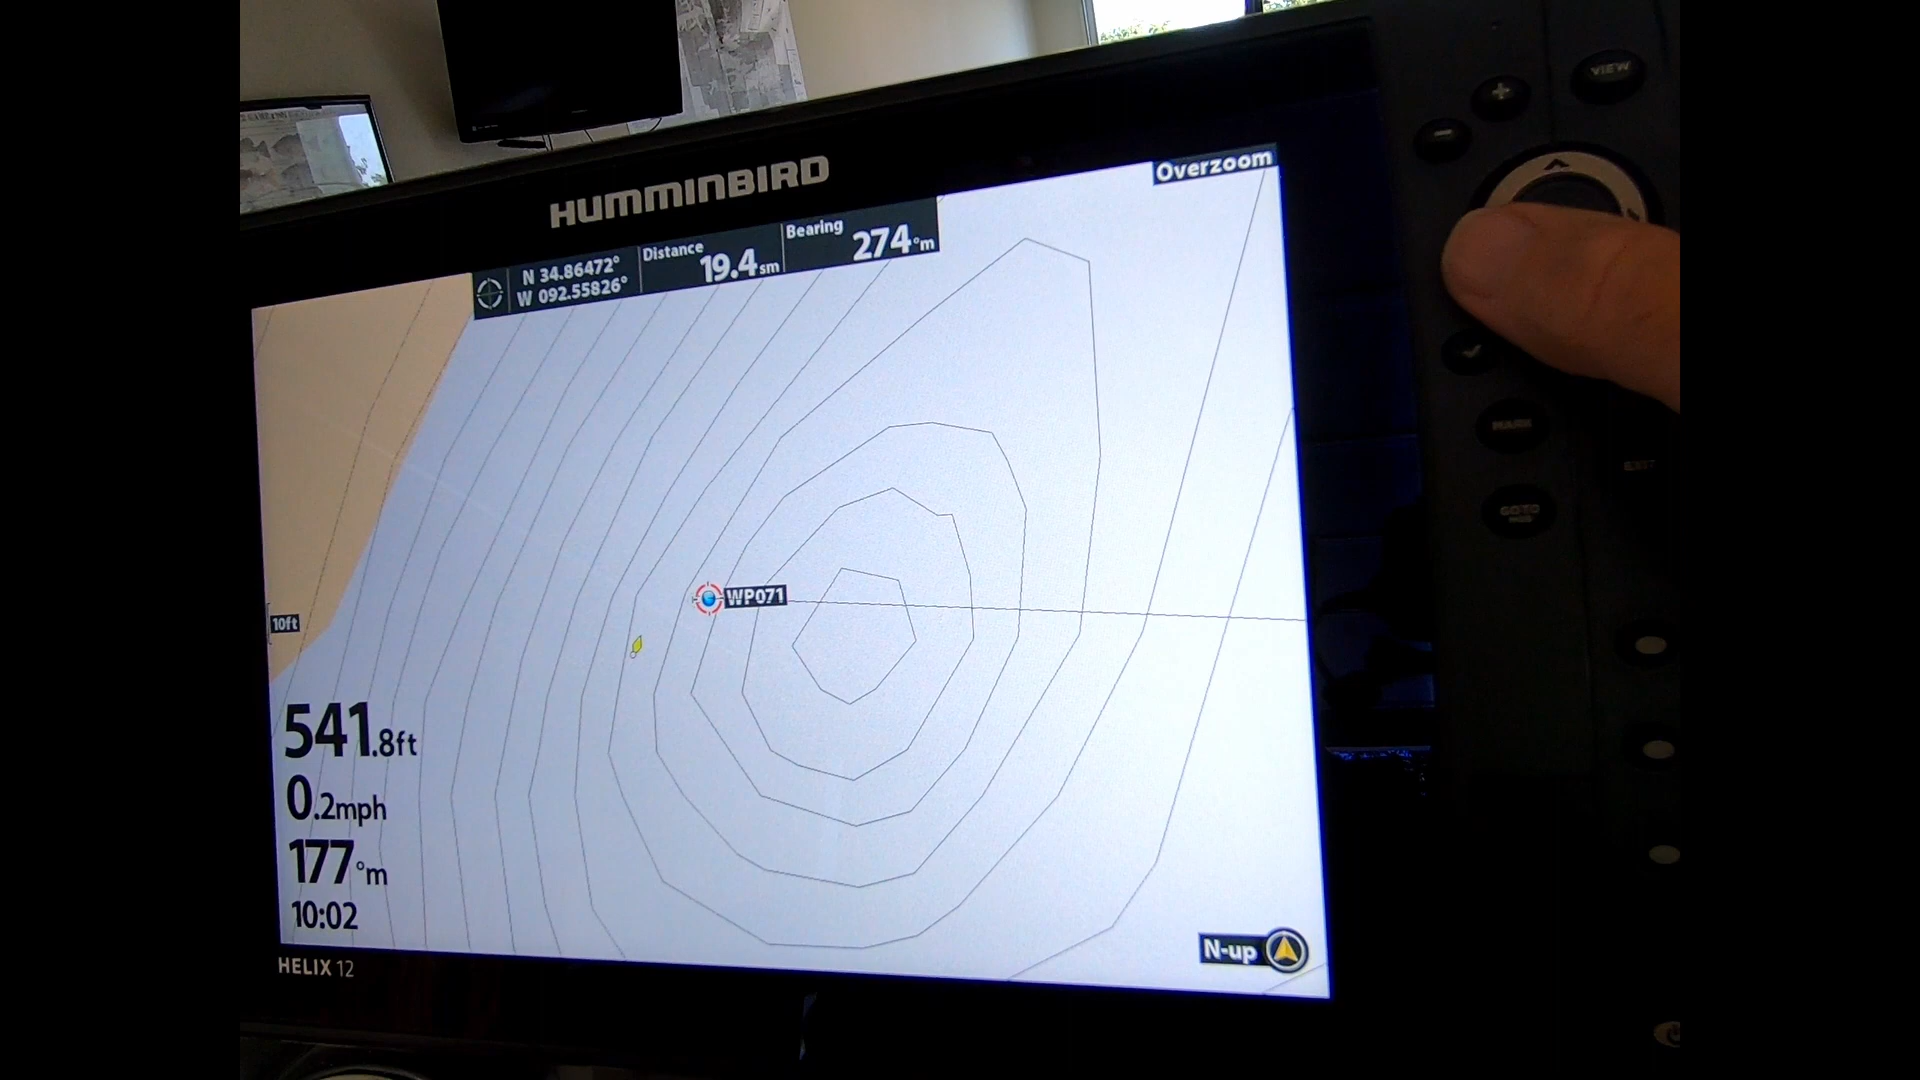 VIEW
HUMMINBIRD
Overzoom
N 34.86472°
W 092.55826°
Distance
19.4sm
Bearing
274°m
MARK
EXIT
GOTO
WP071
10ft
541.8ft
0.2mph
177°m
10:02
N-up
HELIX 12